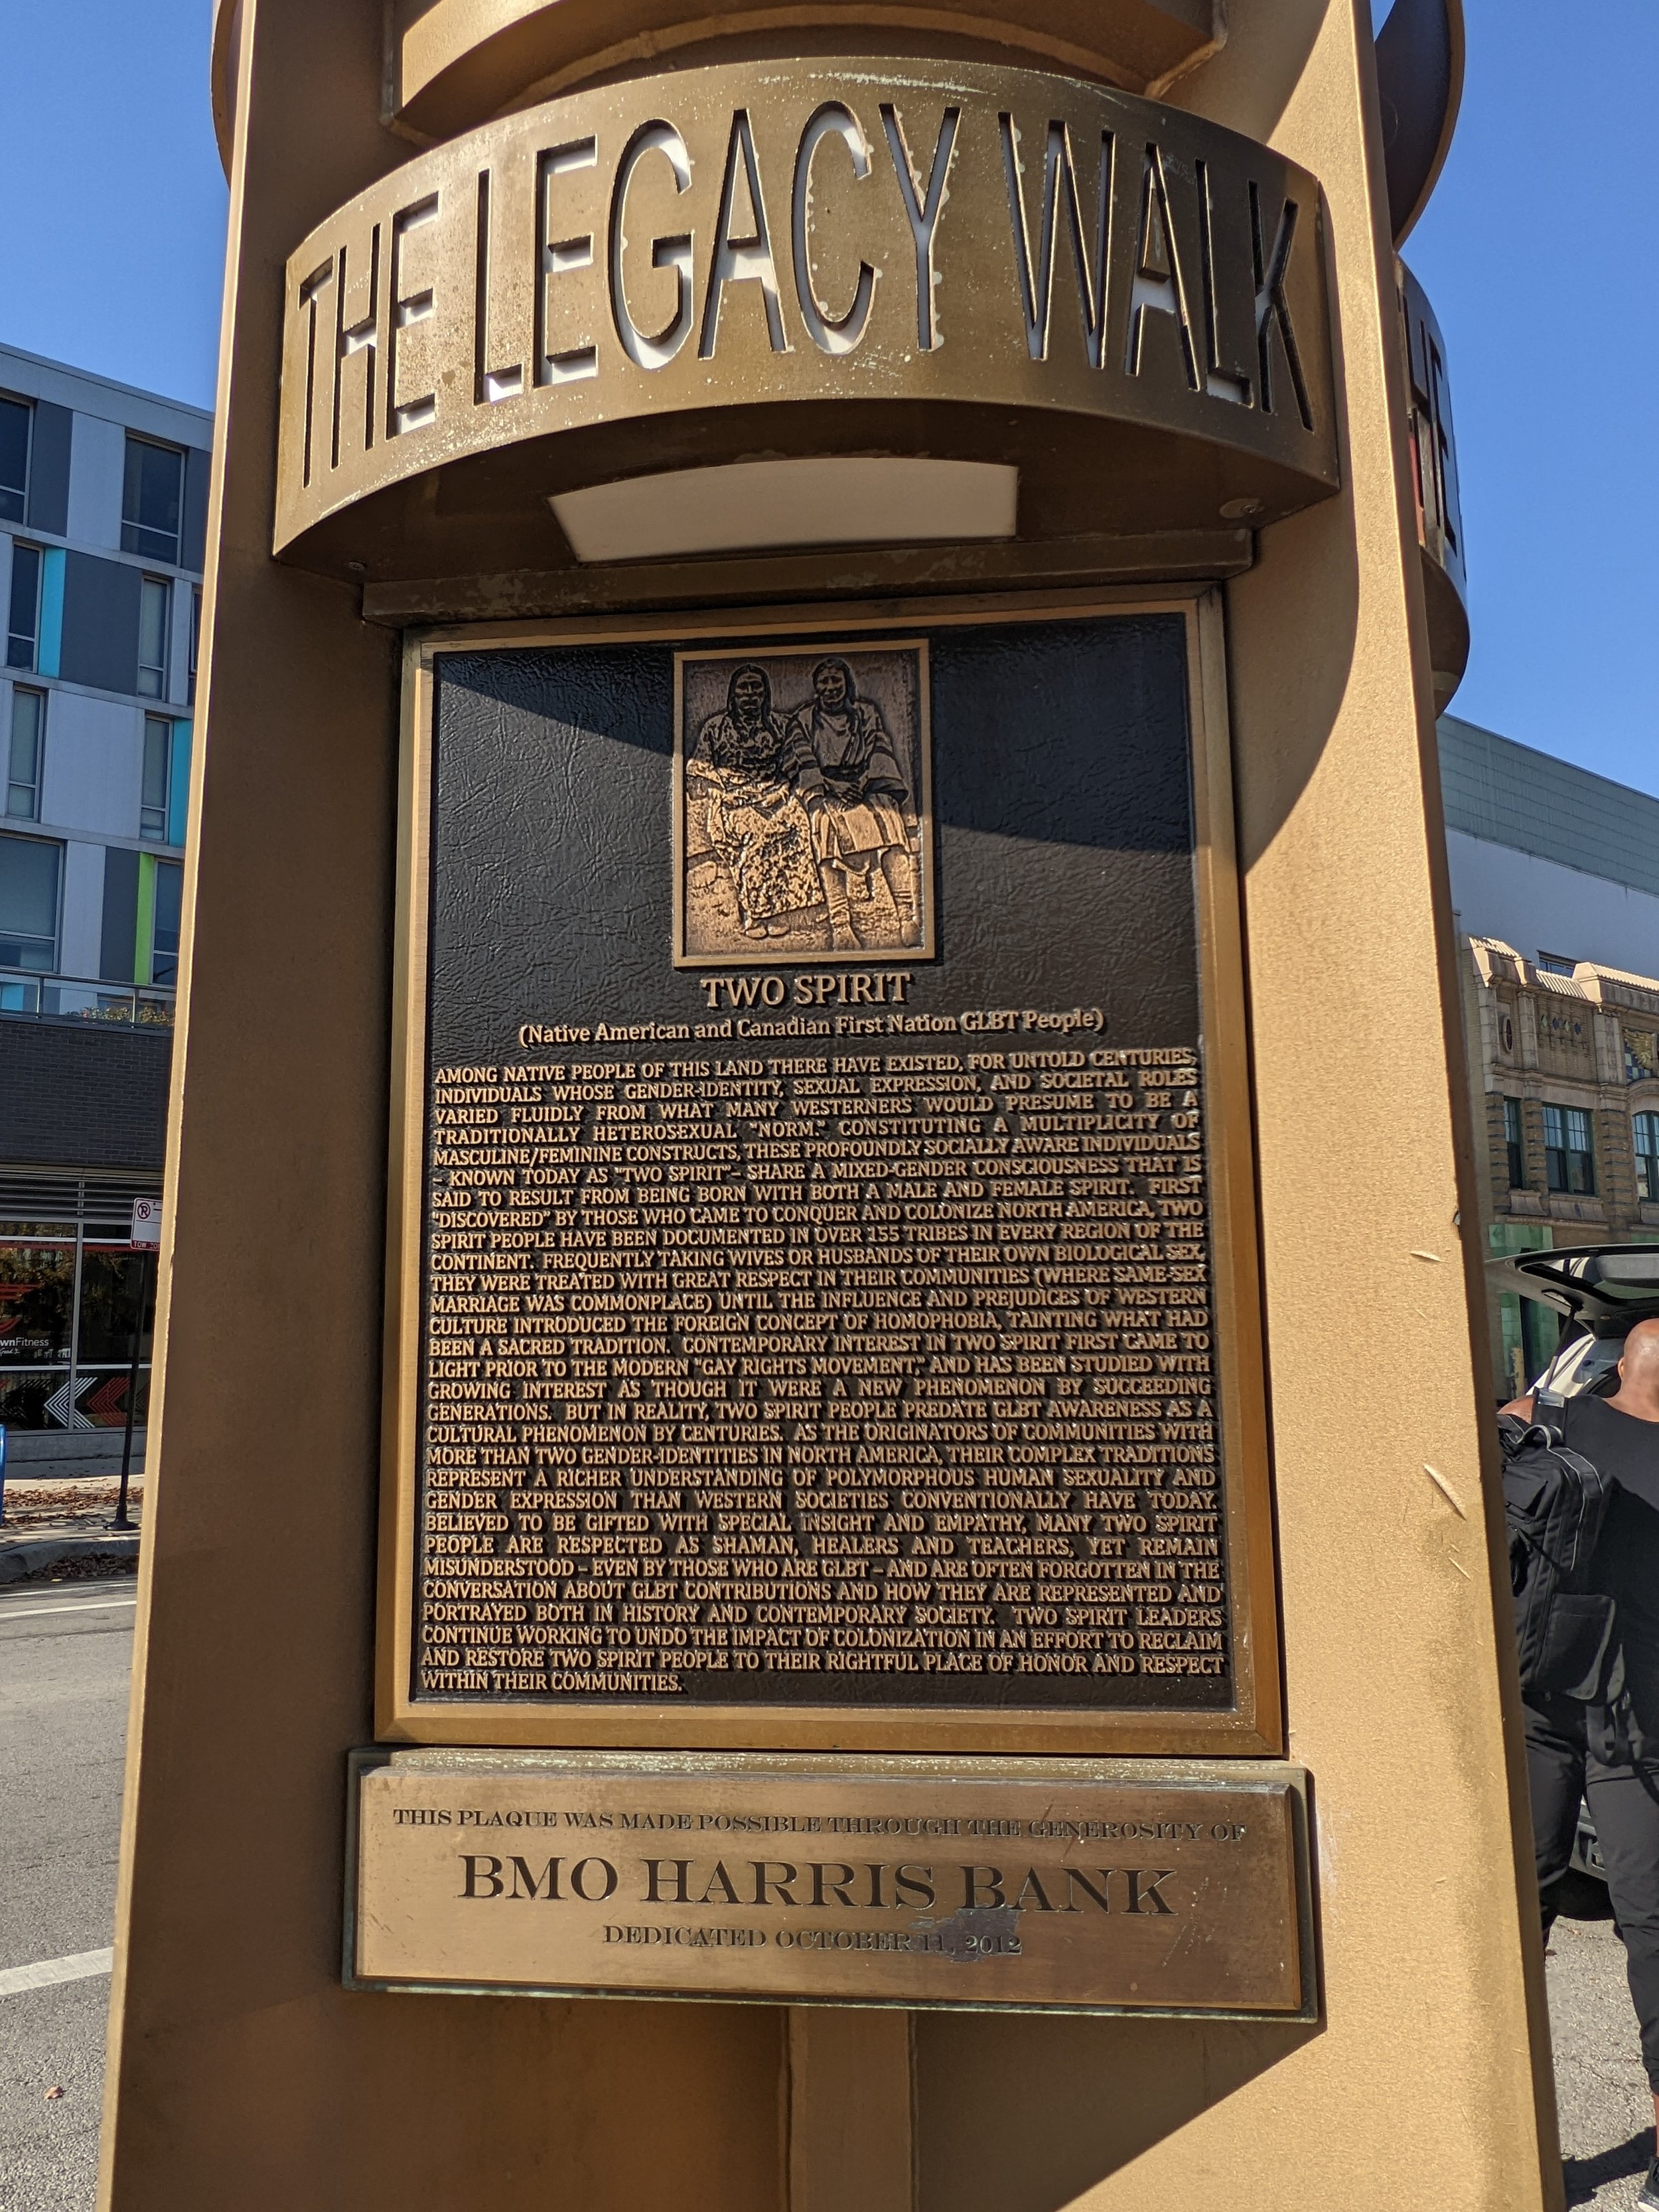 THE LEGACY WALK
TWO SPIRIT
(Native American and Canadian First Nation GLBT People)
AMONG NATIVE PEOPLE OF THIS LAND THERE HAVE EXISTED, FOR UNTOLD CENTURIES,
INDIVIDUALS WHOSE GENDER-IDENTITY, SEXUAL EXPRESSION, AND SOCIETAL ROLES
VARIED FLUIDLY FROM WHAT MANY WESTERNERS WOULD PRESUME TO BE A
TRADITIONALLY HETEROSEXUAL "NORM." CONSTITUTING A MULTIPLICITY OF
MASCULINE/FEMININE CONSTRUCTS, THESE PROFOUNDLY SOCIALLY AWARE INDIVIDUALS
– KNOWN TODAY AS "TWO SPIRIT"– SHARE A MIXED-GENDER CONSCIOUSNESS THAT IS
SAID TO RESULT FROM BEING BORN WITH BOTH A MALE AND FEMALE SPIRIT. FIRST
"DISCOVERED" BY THOSE WHO CAME TO CONQUER AND COLONIZE NORTH AMERICA, TWO
SPIRIT PEOPLE HAVE BEEN DOCUMENTED IN OVER 155 TRIBES IN EVERY REGION OF THE
CONTINENT. FREQUENTLY TAKING WIVES OR HUSBANDS OF THEIR OWN BIOLOGICAL SEX,
THEY WERE TREATED WITH GREAT RESPECT IN THEIR COMMUNITIES (WHERE SAME-SEX
MARRIAGE WAS COMMONPLACE) UNTIL THE INFLUENCE AND PREJUDICES OF WESTERN
CULTURE INTRODUCED THE FOREIGN CONCEPT OF HOMOPHOBIA, TAINTING WHAT HAD
BEEN A SACRED TRADITION. CONTEMPORARY INTEREST IN TWO SPIRIT FIRST CAME TO
LIGHT PRIOR TO THE MODERN "GAY RIGHTS MOVEMENT," AND HAS BEEN STUDIED WITH
GROWING INTEREST AS THOUGH IT WERE A NEW PHENOMENON BY SUCCEEDING
GENERATIONS. BUT IN REALITY, TWO SPIRIT PEOPLE PREDATE GLBT AWARENESS AS A
CULTURAL PHENOMENON BY CENTURIES. AS THE ORIGINATORS OF COMMUNITIES WITH
MORE THAN TWO GENDER-IDENTITIES IN NORTH AMERICA, THEIR COMPLEX TRADITIONS
REPRESENT A RICHER UNDERSTANDING OF POLYMORPHOUS HUMAN SEXUALITY AND
GENDER EXPRESSION THAN WESTERN SOCIETIES CONVENTIONALLY HAVE TODAY.
BELIEVED TO BE GIFTED WITH SPECIAL INSIGHT AND EMPATHY, MANY TWO SPIRIT
PEOPLE ARE RESPECTED AS SHAMAN, HEALERS AND TEACHERS, YET REMAIN
MISUNDERSTOOD – EVEN BY THOSE WHO ARE GLBT – AND ARE OFTEN FORGOTTEN IN THE
CONVERSATION ABOUT GLBT CONTRIBUTIONS AND HOW THEY ARE REPRESENTED AND
PORTRAYED BOTH IN HISTORY AND CONTEMPORARY SOCIETY. TWO SPIRIT LEADERS
CONTINUE WORKING TO UNDO THE IMPACT OF COLONIZATION IN AN EFFORT TO RECLAIM
AND RESTORE TWO SPIRIT PEOPLE TO THEIR RIGHTFUL PLACE OF HONOR AND RESPECT
WITHIN THEIR COMMUNITIES.
THIS PLAQUE WAS MADE POSSIBLE THROUGH THE GENEROSITY OF
BMO HARRIS BANK
DEDICATED OCTOBER 11, 2012
THE
wnFitness